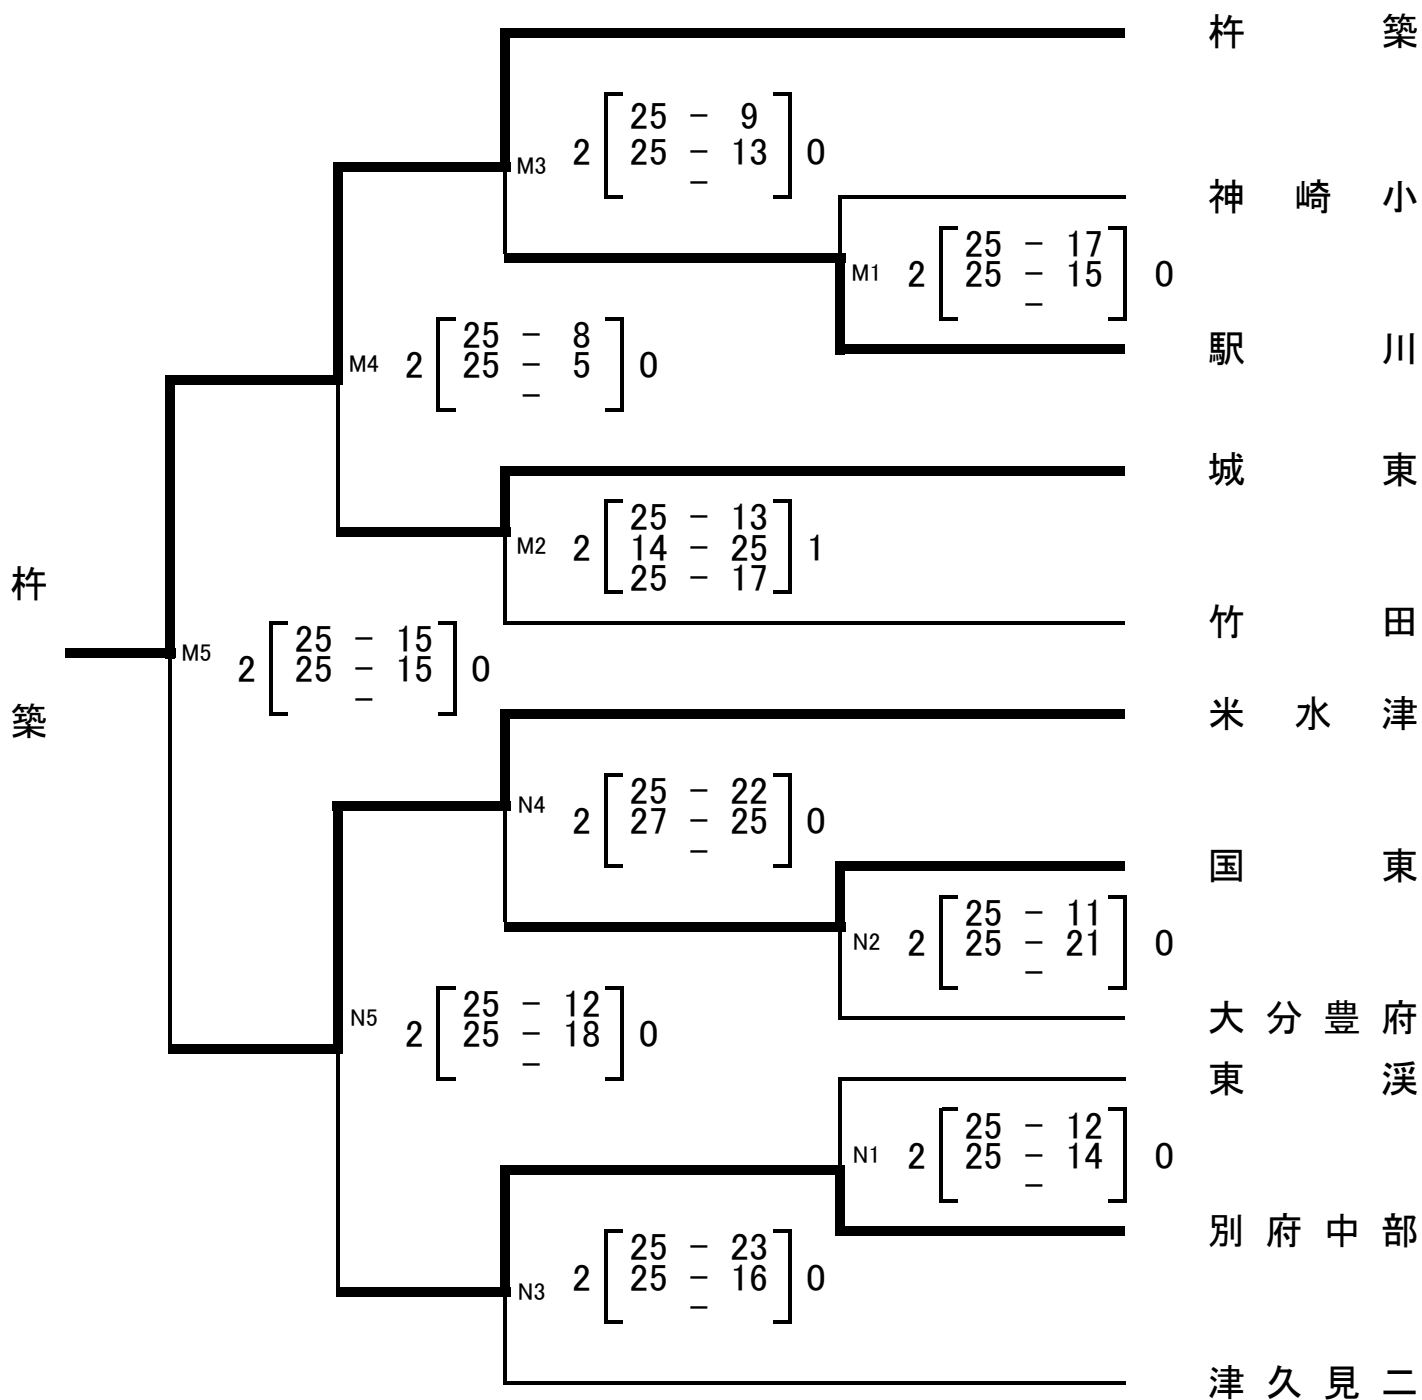 杵築
25 - 9
M3 2 25 - 13 0
-
神崎小
25 - 17
M1 2 25 - 15 0
-
25 - 8
M4 2 25 - 5 0
-
駅川
城東
25 - 13
M2 2 14 - 25 1
25 - 17
杵築
竹田
25 - 15
M5 2 25 - 15 0
-
米水津
25 - 22
N4 2 27 - 25 0
-
国東
25 - 11
N2 2 25 - 21 0
-
25 - 12
N5 2 25 - 18 0
-
大分豊府
東渓
25 - 12
N1 2 25 - 14 0
-
別府中部
25 - 23
N3 2 25 - 16 0
-
津久見二